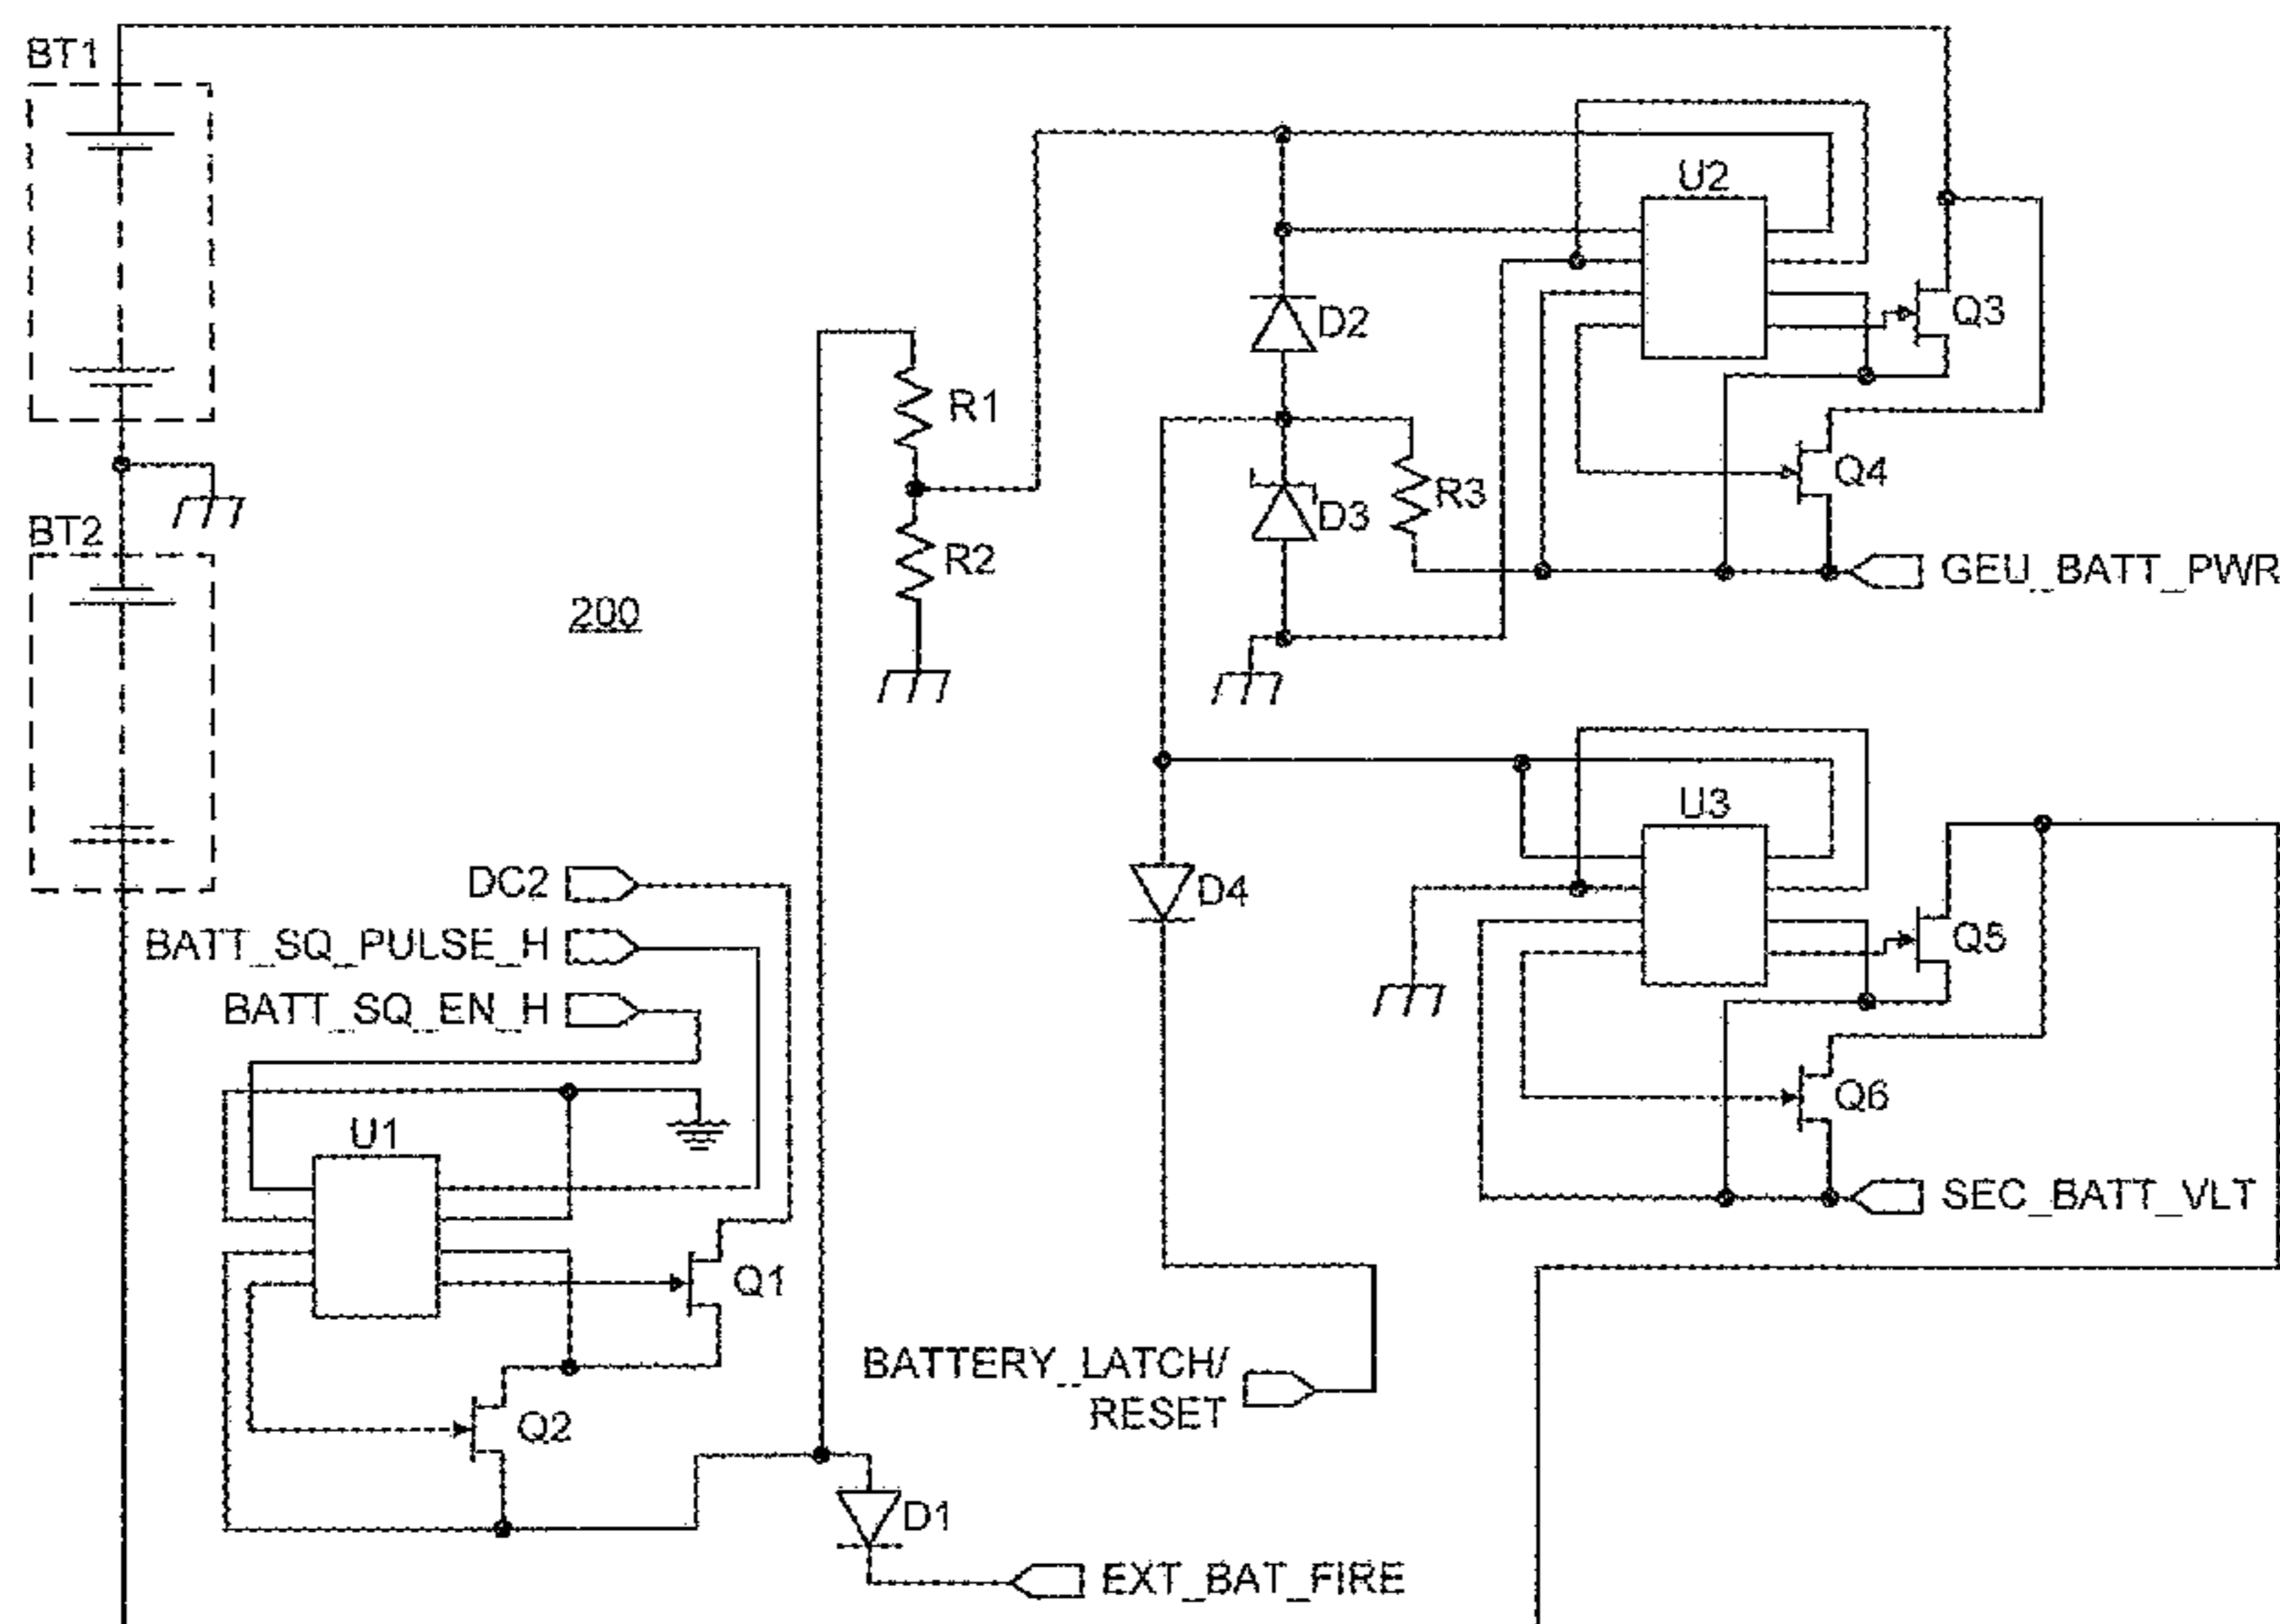 BT1
U2
D2
Q3
R1
Q4
R3
D3
BT2
R2
GEU_BATT_PWR
200
U3
DC2
D4
BATT_SQ_PULSE_H
Q5
BATT_SQ_EN_H
Q6
U1
SEC_BATT_VLT
Q1
BATTERY_LATCH/
RESET
Q2
D1
EXT_BAT_FIRE